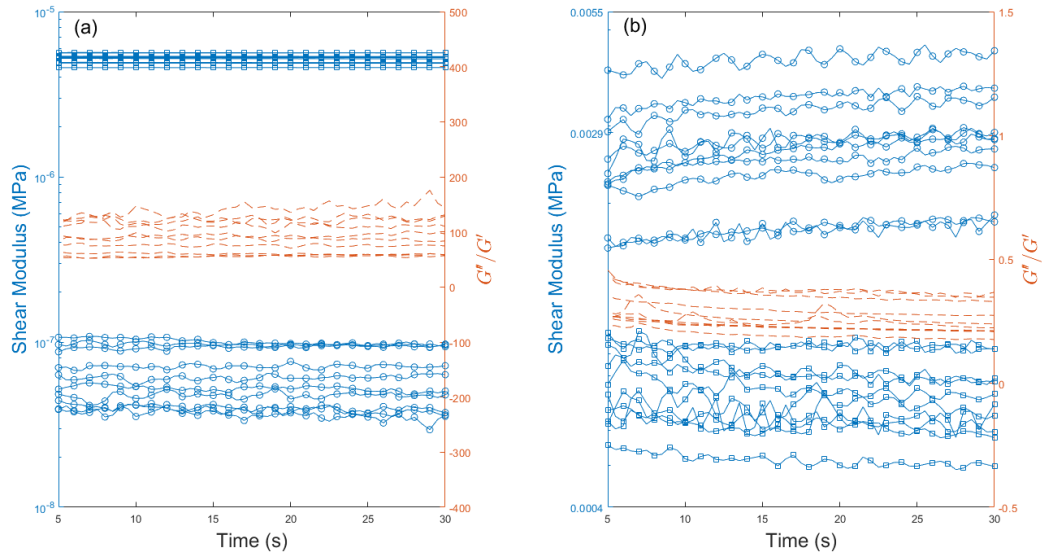 (a)
10^-5
10^-6
10^-7
10^-8
Shear Modulus (MPa)
500
400
300
200
100
0
-100
-200
-300
-400
G''/G'
5 10 15 20 25 30
Time (s)
(b)
0.0055
0.0029
0.0004
Shear Modulus (MPa)
1.5
1
0.5
0
-0.5
G''/G'
5 10 15 20 25 30
Time (s)